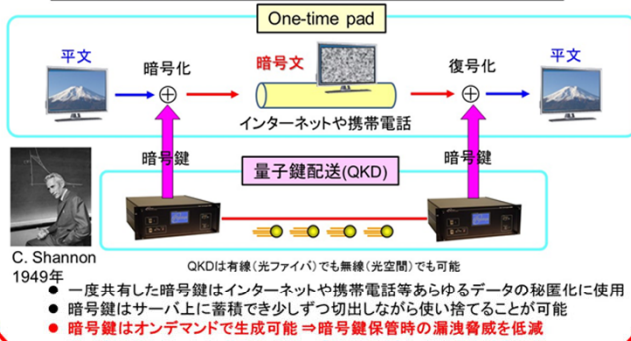 One-time pad
平文
暗号化
暗号文
復号化
平文
インターネットや携帯電話
暗号鍵
量子鍵配送(QKD)
暗号鍵
C. Shannon
1949年
QKDは有線（光ファイバ）でも無線（光空間）でも可能
● 一度共有した暗号鍵はインターネットや携帯電話等あらゆるデータの秘匿化に使用
● 暗号鍵はサーバ上に蓄積でき少しずつ切出しながら使い捨てることが可能
● 暗号鍵はオンデマンドで生成可能 ⇒暗号鍵保管時の漏洩脅威を低減